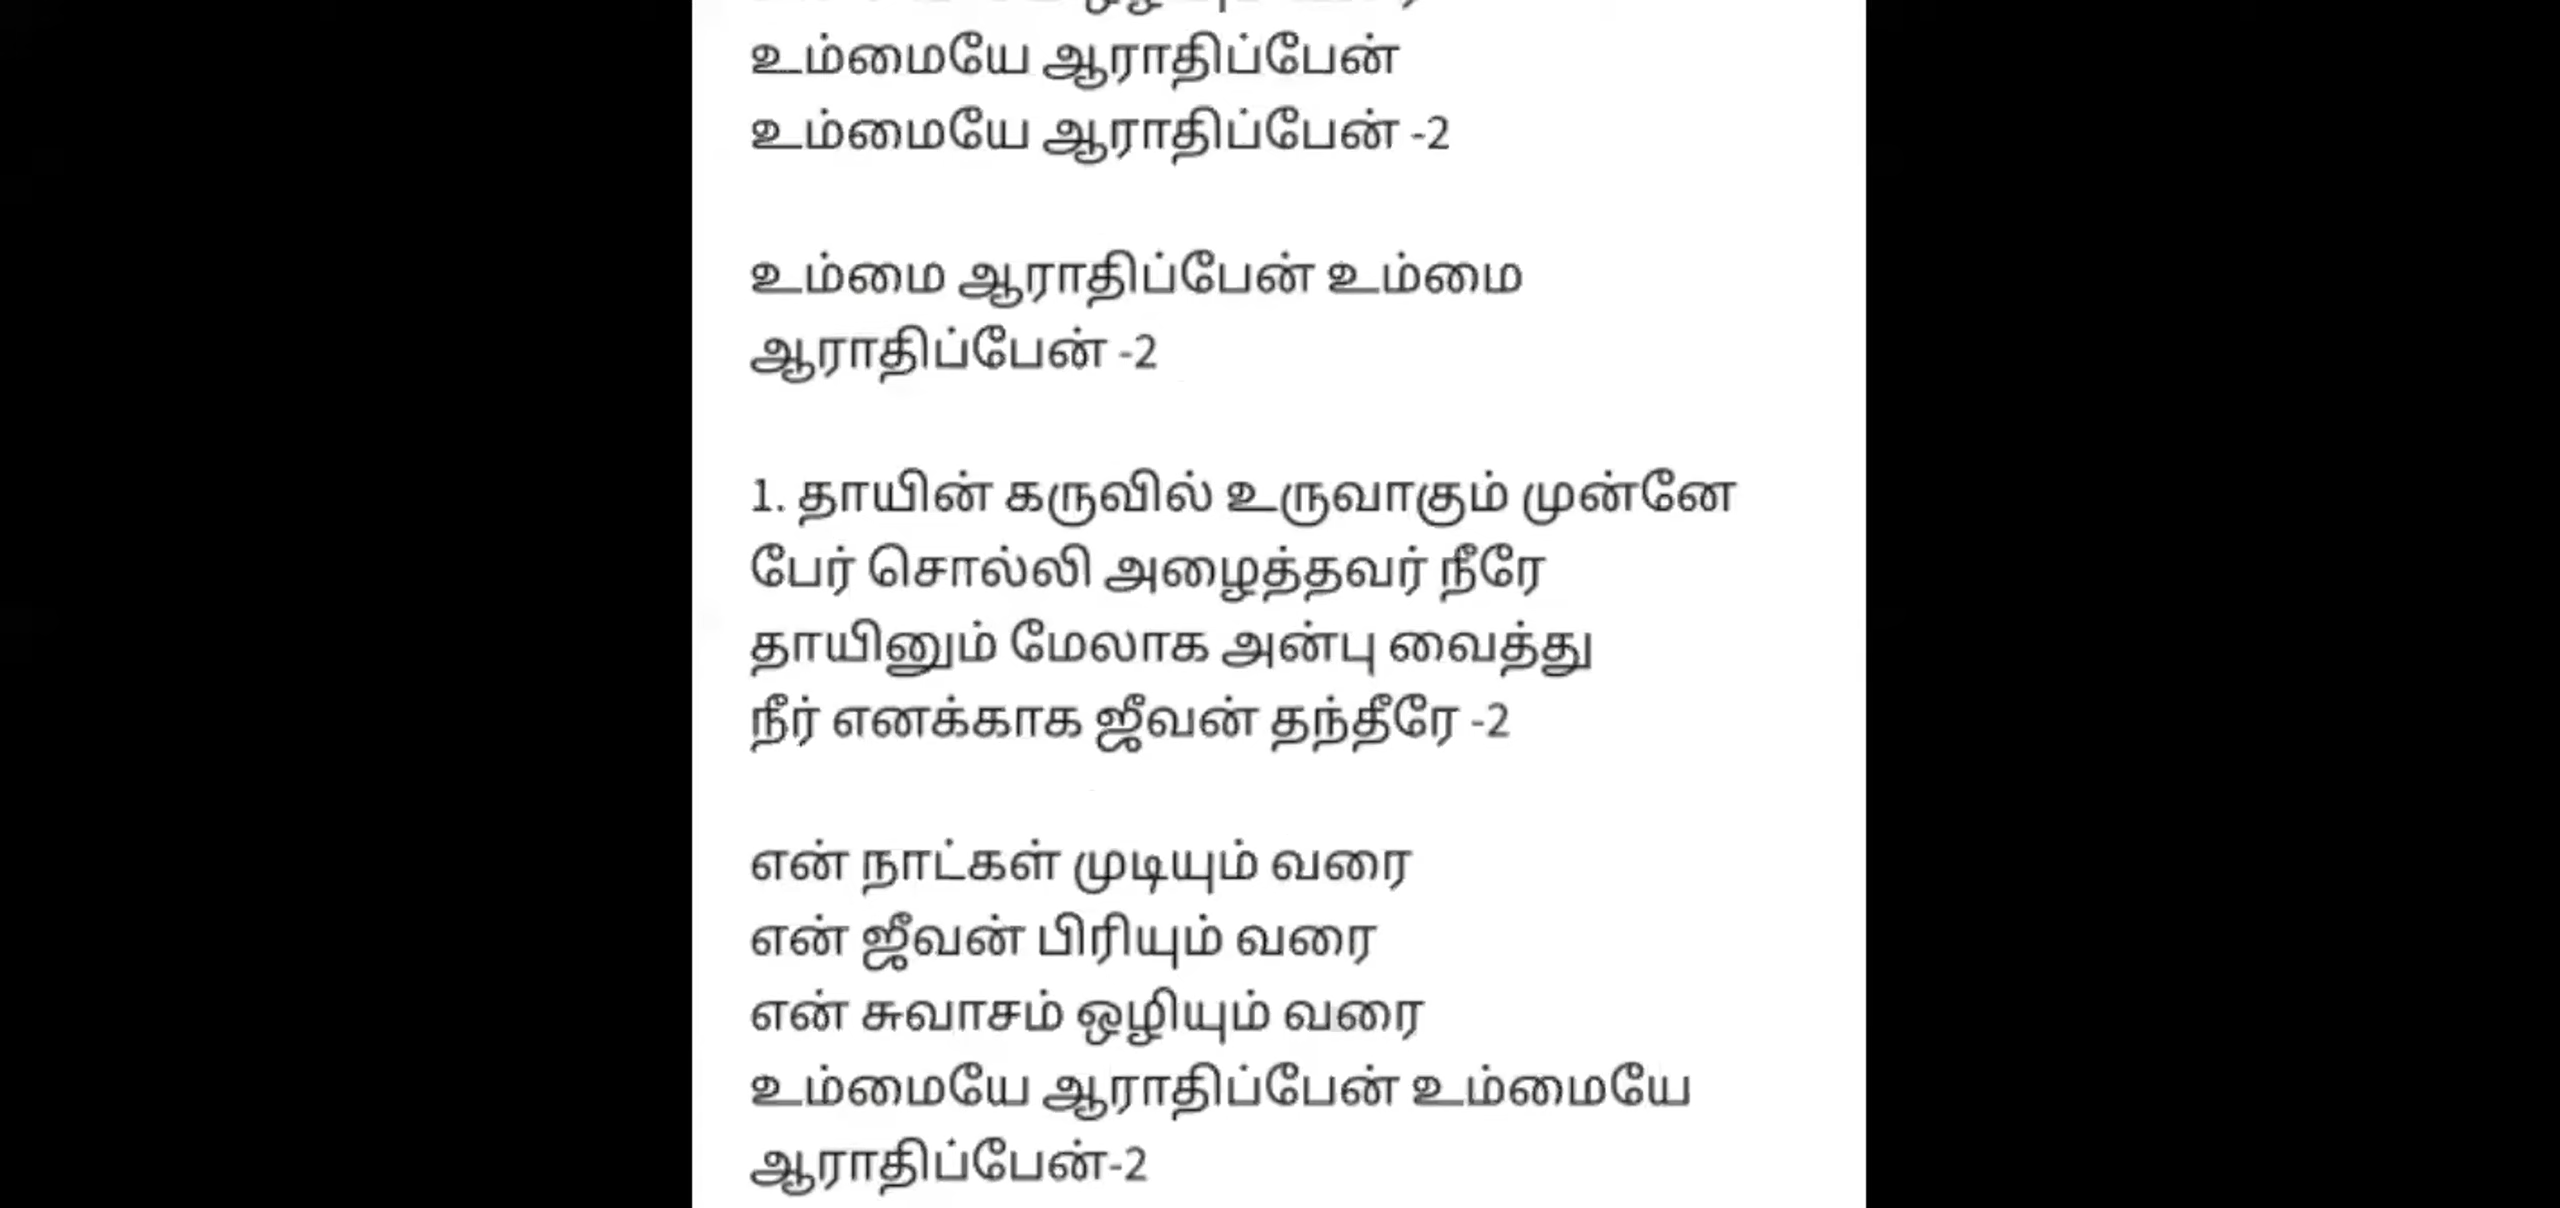 உம்மையே ஆராதிப்பேன்
உம்மையே ஆராதிப்பேன் -2
உம்மை ஆராதிப்பேன் உம்மை
ஆராதிப்பேன் -2
1. தாயின் கருவில் உருவாகும் முன்னே
பேர் சொல்லி அழைத்தவர் நீரே
தாயினும் மேலாக அன்பு வைத்து
நீர் எனக்காக ஜீவன் தந்தீரே -2
என் நாட்கள் முடியும் வரை
என் ஜீவன் பிரியும் வரை
என் சுவாசம் ஒழியும் வரை
உம்மையே ஆராதிப்பேன் உம்மையே
ஆராதிப்பேன்-2